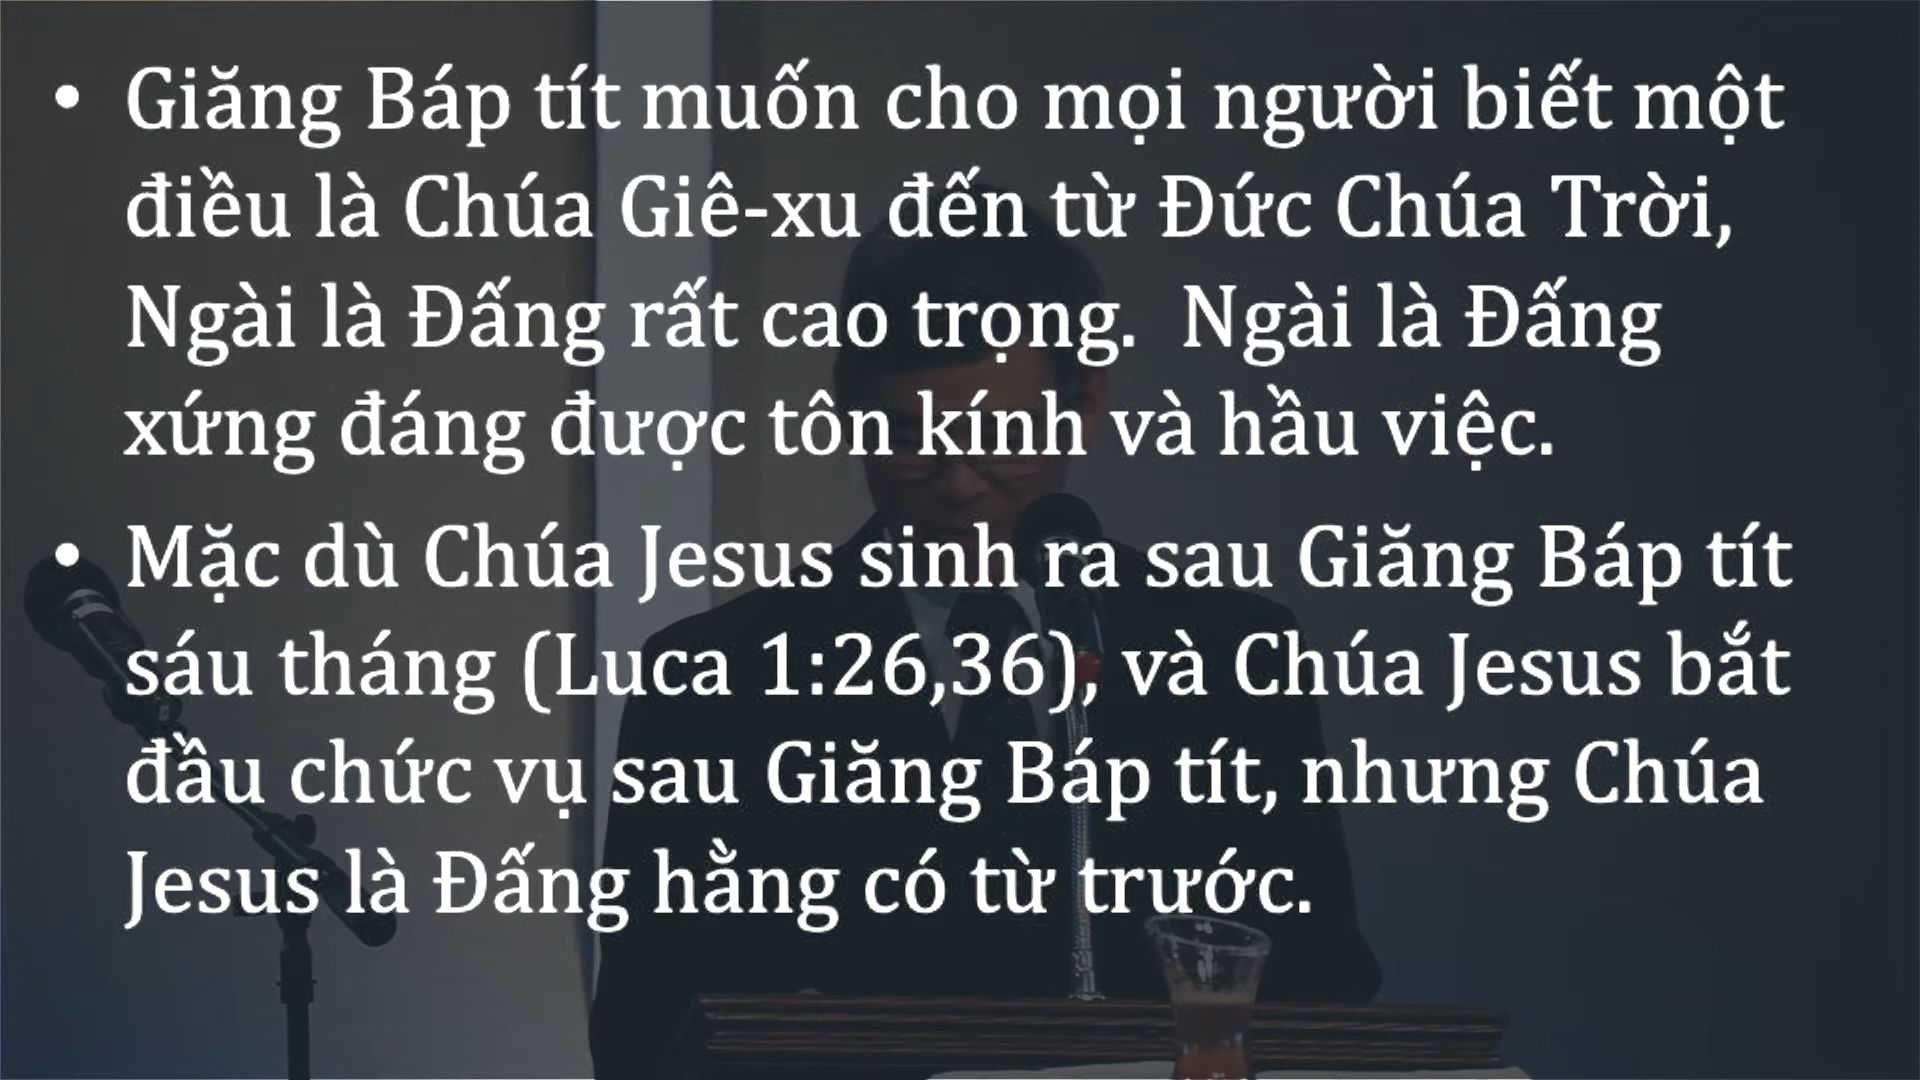 • Giăng Báp tít muốn cho mọi người biết một
điều là Chúa Giê-xu đến từ Đức Chúa Trời,
Ngài là Đấng rất cao trọng.  Ngài là Đấng
xứng đáng được tôn kính và hầu việc.
• Mặc dù Chúa Jesus sinh ra sau Giăng Báp tít
sáu tháng (Luca 1:26,36), và Chúa Jesus bắt
đầu chức vụ sau Giăng Báp tít, nhưng Chúa
Jesus là Đấng hằng có từ trước.